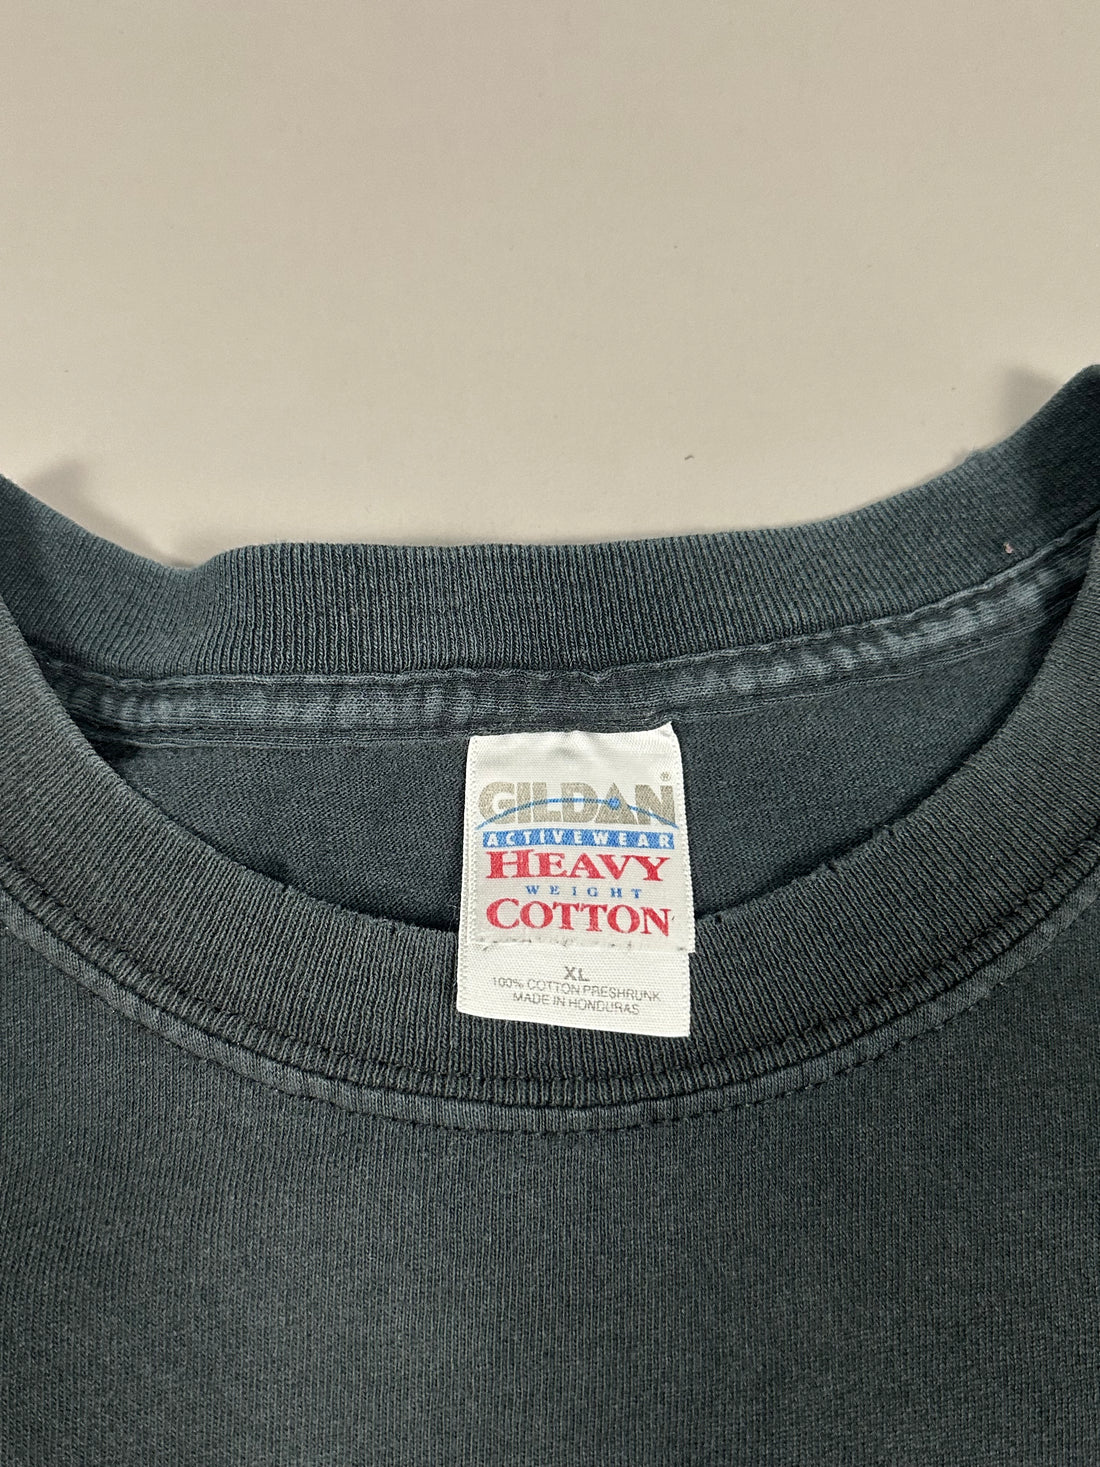 GILDAN®
ACTIVEWEAR
HEAVY
WEIGHT
COTTON
XL
100% COTTON PRESHRUNK
MADE IN HONDURAS